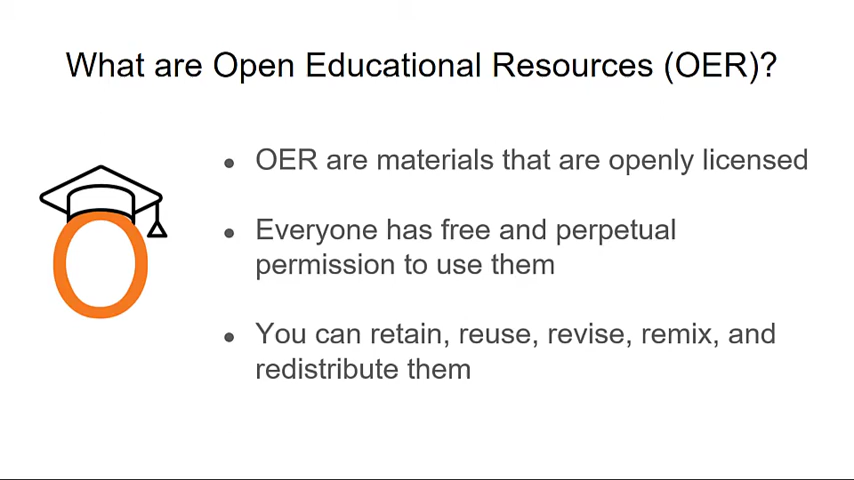 What are Open Educational Resources (OER)?
● OER are materials that are openly licensed
● Everyone has free and perpetual
permission to use them
● You can retain, reuse, revise, remix, and
redistribute them